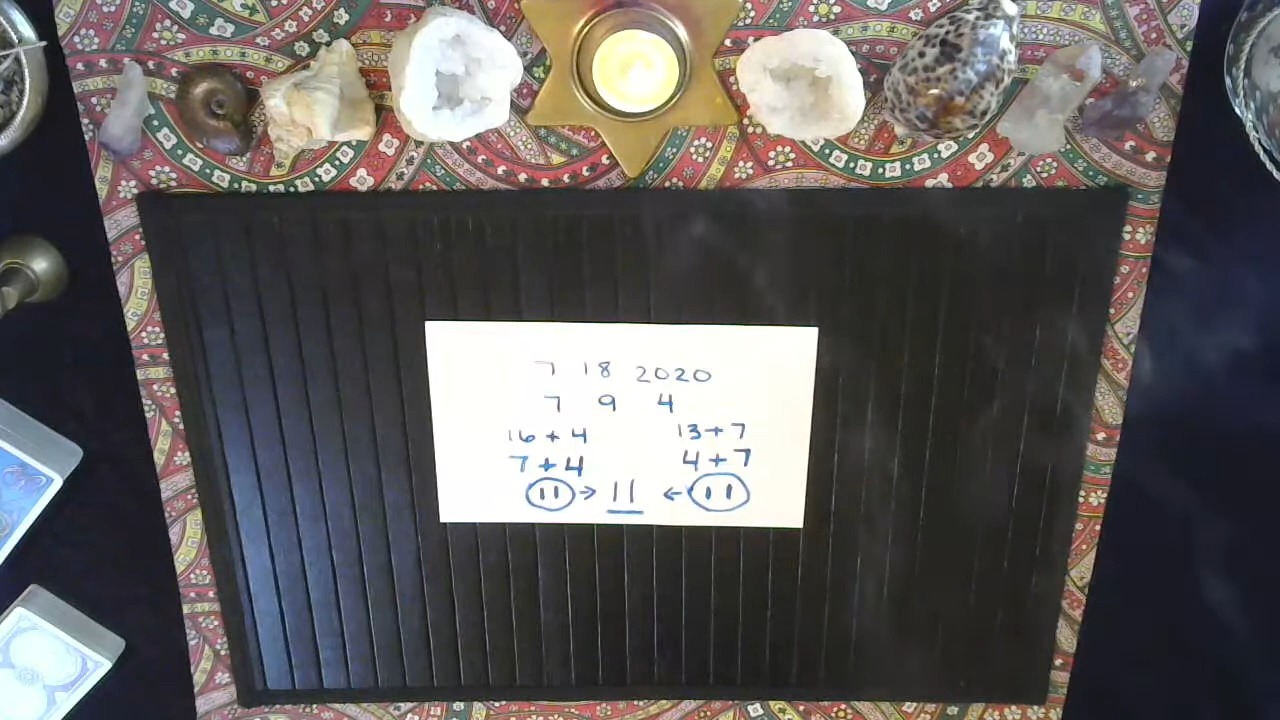 7 18 2020
7 9 4
16+4 13+7
7+4 4+7
11 → 11 ← 11